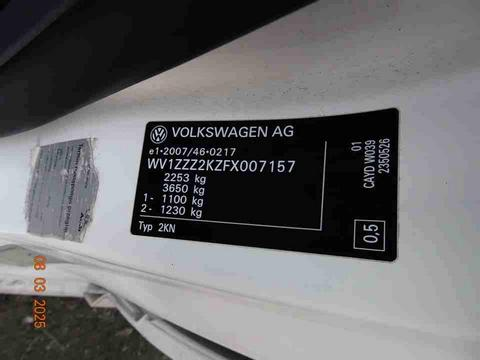 VOLKSWAGEN AG
e1*2007/46*0217
WV1ZZZ2KZFX007157
2253 kg
3650 kg
1- 1100 kg
2- 1230 kg
Typ 2KN
01
CAYD W039
2350526
0,5
08 03 2025